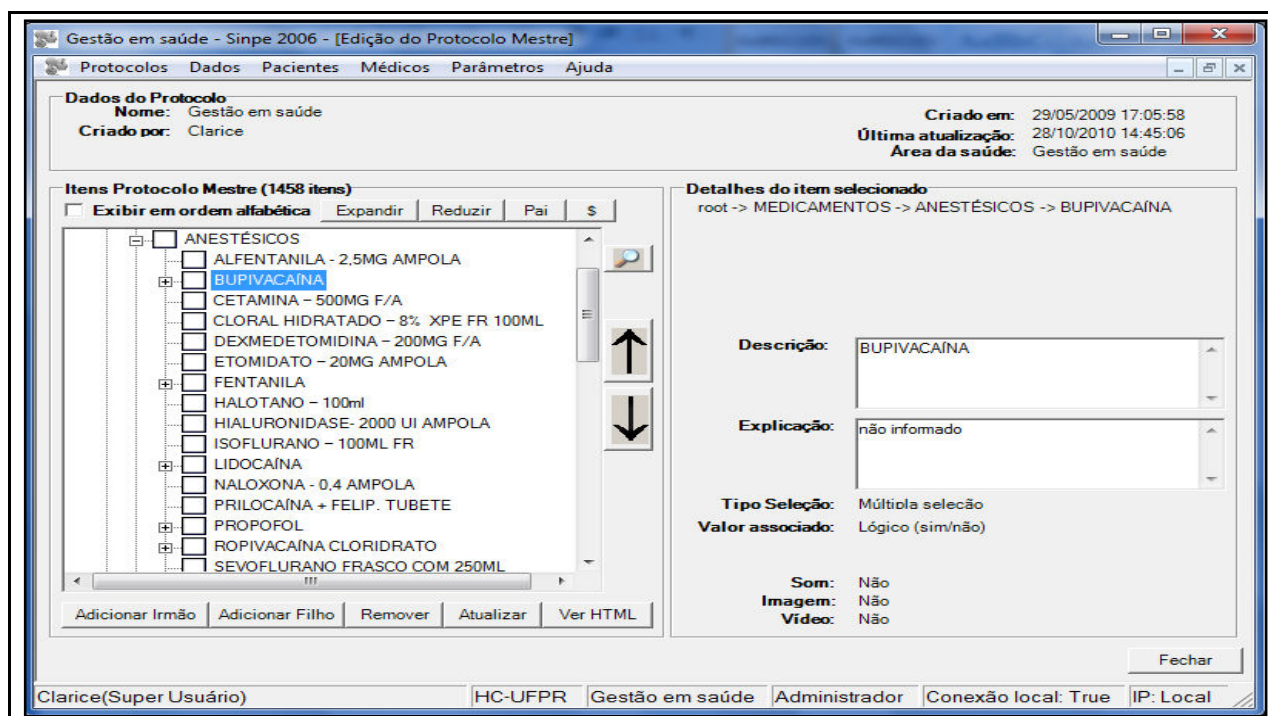 Gestão em saúde - Sinpe 2006 - [Edição do Protocolo Mestre]
Protocolos Dados Pacientes Médicos Parâmetros Ajuda
Dados do Protocolo
Nome: Gestão em saúde
Criado por: Clarice
Criado em: 29/05/2009 17:05:58
Última atualização: 28/10/2010 14:45:06
Área da saúde: Gestão em saúde
Itens Protocolo Mestre (1458 itens)
Exibir em ordem alfabética Expandir Reduzir Pai $
ANESTÉSICOS
ALFENTANILA - 2,5MG AMPOLA
BUPIVACAÍNA
CETAMINA – 500MG F/A
CLORAL HIDRATADO – 8% XPE FR 100ML
DEXMEDETOMIDINA – 200MG F/A
ETOMIDATO – 20MG AMPOLA
FENTANILA
HALOTANO – 100ml
HIALURONIDASE- 2000 UI AMPOLA
ISOFLURANO – 100ML FR
LIDOCAÍNA
NALOXONA - 0,4 AMPOLA
PRILOCAÍNA + FELIP. TUBETE
PROPOFOL
ROPIVACAÍNA CLORIDRATO
SEVOFLURANO FRASCO COM 250ML
Adicionar Irmão Adicionar Filho Remover Atualizar Ver HTML
Detalhes do item selecionado
root -> MEDICAMENTOS -> ANESTÉSICOS -> BUPIVACAÍNA
Descrição: BUPIVACAÍNA
Explicação: não informado
Tipo Seleção: Múltipla seleção
Valor associado: Lógico (sim/não)
Som: Não
Imagem: Não
Vídeo: Não
Fechar
Clarice(Super Usuário) HC-UFPR Gestão em saúde Administrador Conexão local: True IP: Local